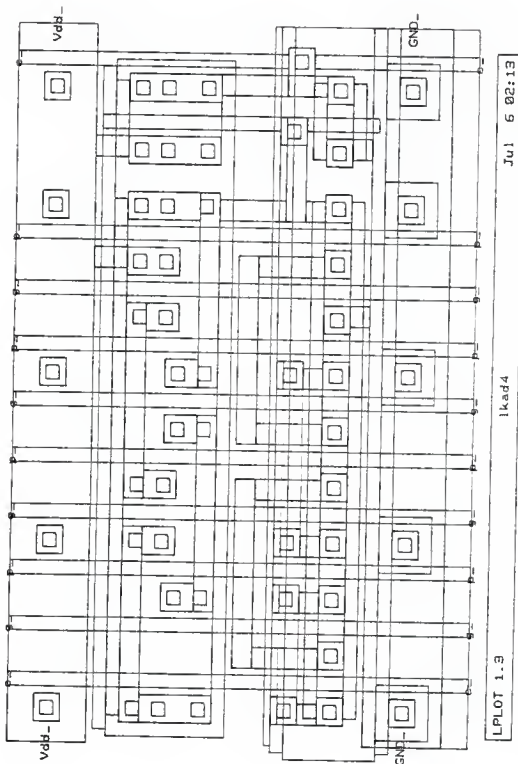 Vdd_
GND_
Vdd_
GND_
LPLOT 1.3
lkad4
Jul 6 02:13